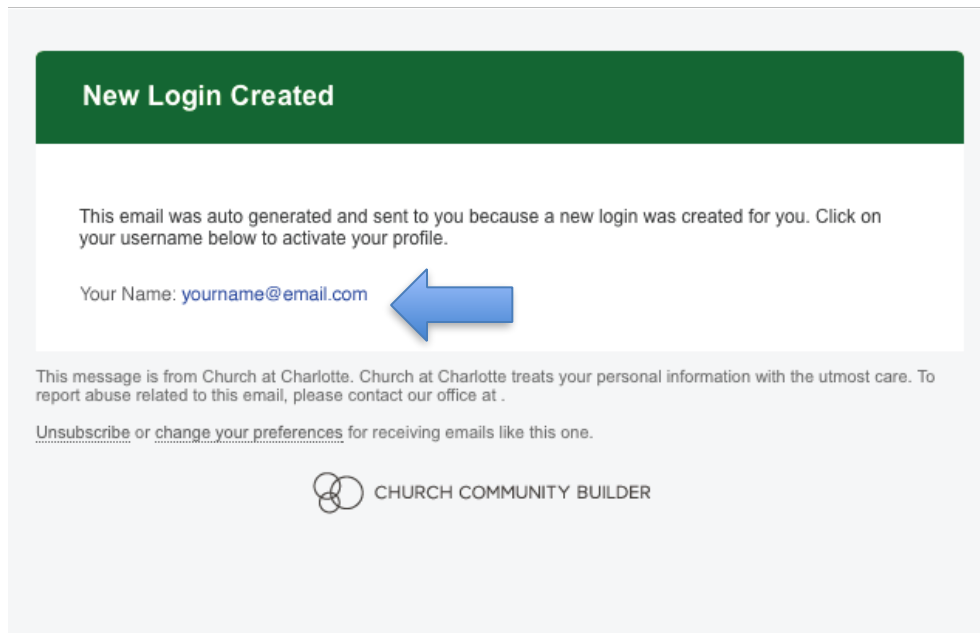 New Login Created
This email was auto generated and sent to you because a new login was created for you. Click on
your username below to activate your profile.
Your Name: yourname@email.com
This message is from Church at Charlotte. Church at Charlotte treats your personal information with the utmost care. To
report abuse related to this email, please contact our office at .
Unsubscribe or change your preferences for receiving emails like this one.
CHURCH COMMUNITY BUILDER